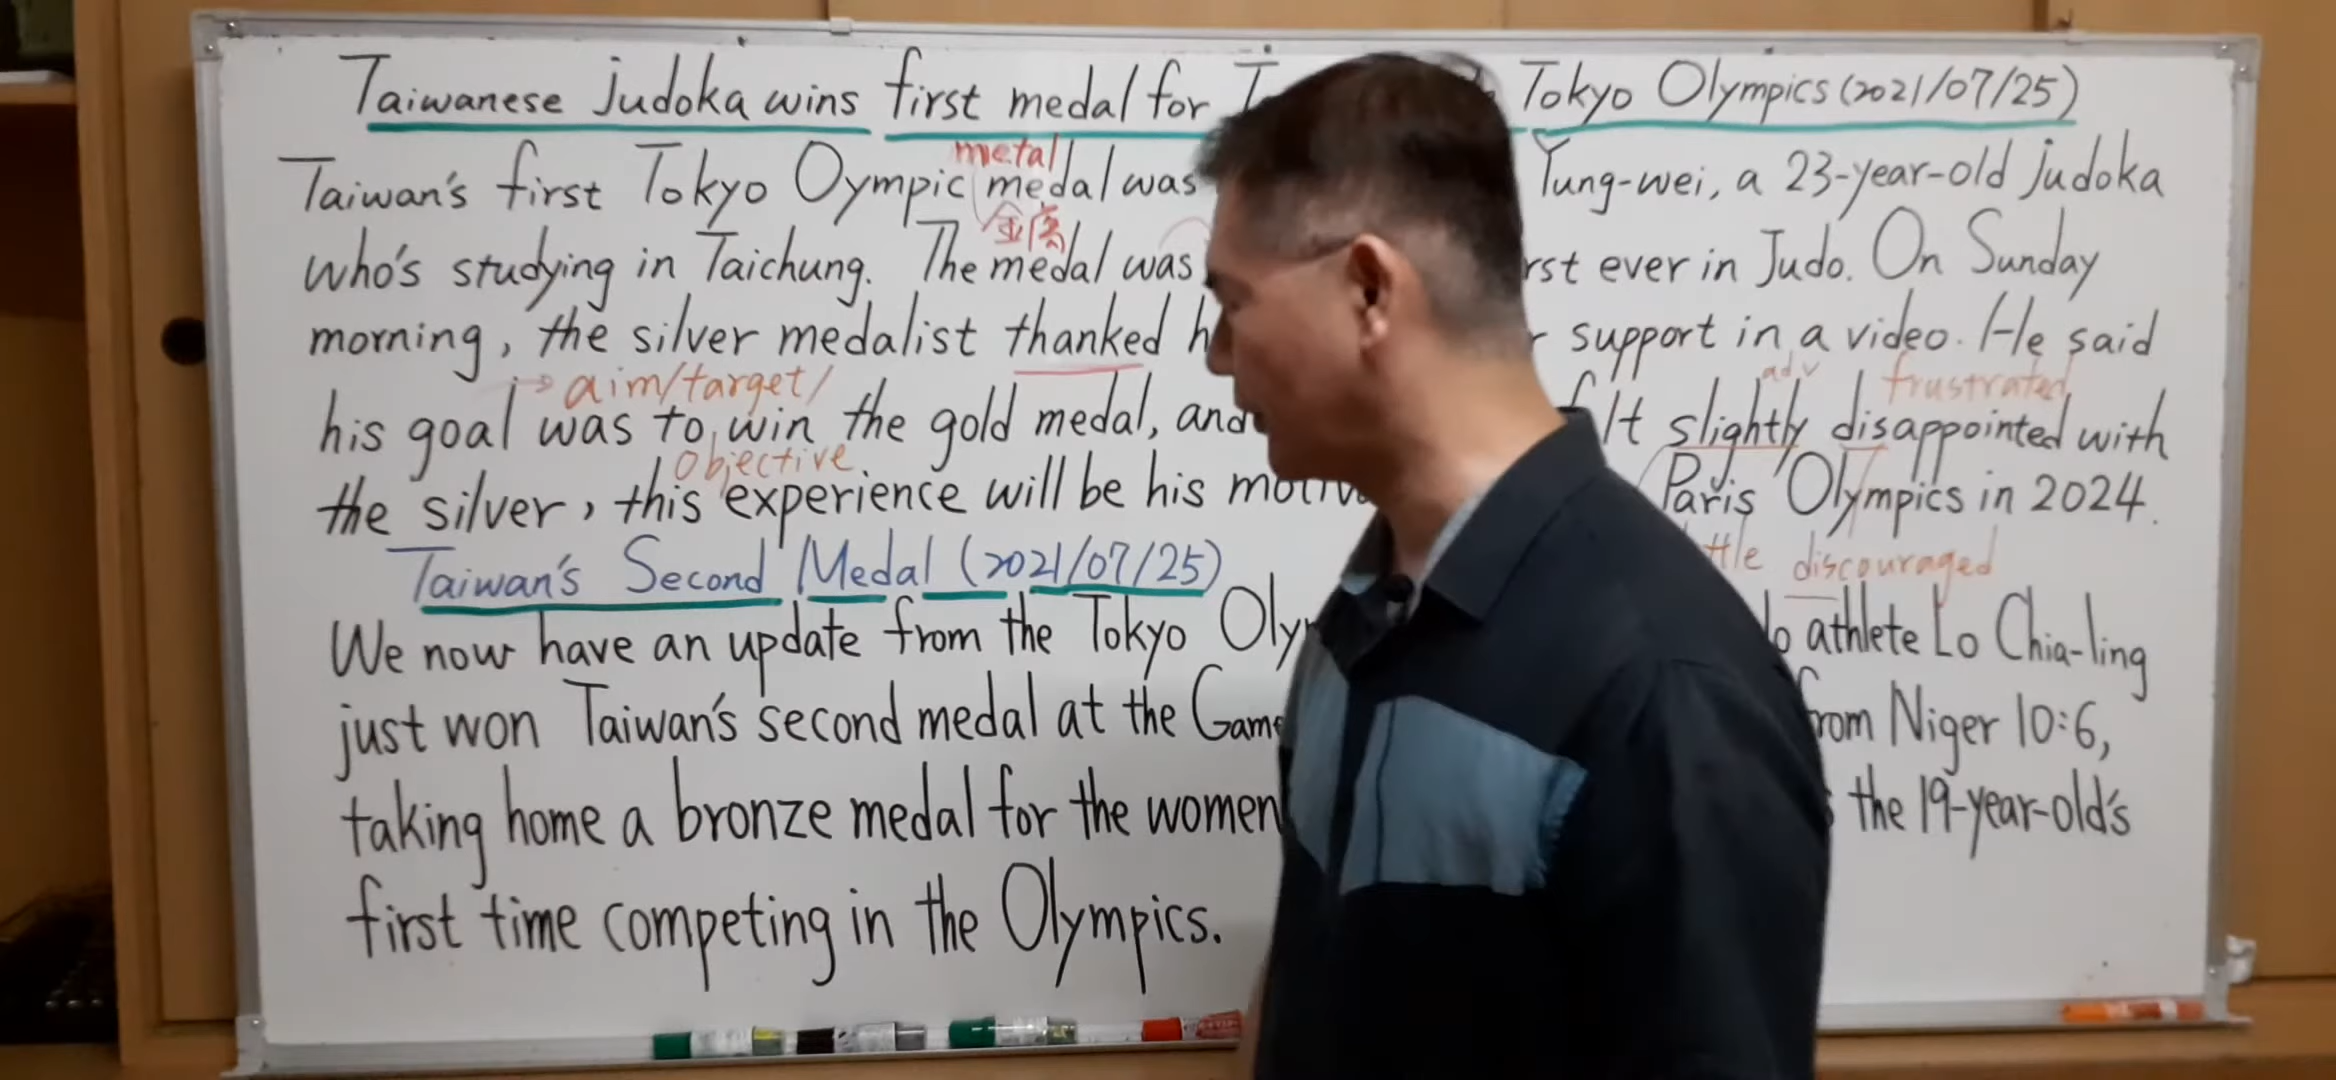 Taiwanese judoka wins first medal for Tokyo Olympics (2021/07/25)
metal
Taiwan's first Tokyo Oympic medal was Yung-wei, a 23-year-old judoka
金屬
who's studying in Taichung. The medal was ever in Judo. On Sunday
morning, the silver medalist thanked support in a video. He said
→ aim/target/ adv frustrated
his goal was to win the gold medal, and slightly disappointed with
objective
the silver, this experience will be his Paris Olympics in 2024.
discouraged
Taiwan's Second Medal (2021/07/25)
We now have an update from the Tokyo athlete Lo Chia-ling
just won Taiwan's second medal at the Niger 10:6,
taking home a bronze medal for the women the 19-year-old's
first time competing in the Olympics.